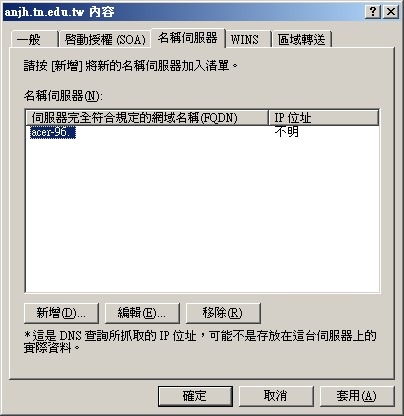 anjh.tn.edu.tw 內容
一般 啓動授權 (SOA) 名稱伺服器 WINS 區域轉送
請按 [新增] 將新的名稱伺服器加入清單。
名稱伺服器(N):
伺服器完全符合規定的網域名稱(FQDN) IP 位址
acer-96. 不明
新增(D)... 編輯(E)... 移除(R)
*這是 DNS 查詢所抓取的 IP 位址，可能不是存放在這台伺服器上的
實際資料。
確定 取消 套用(A)